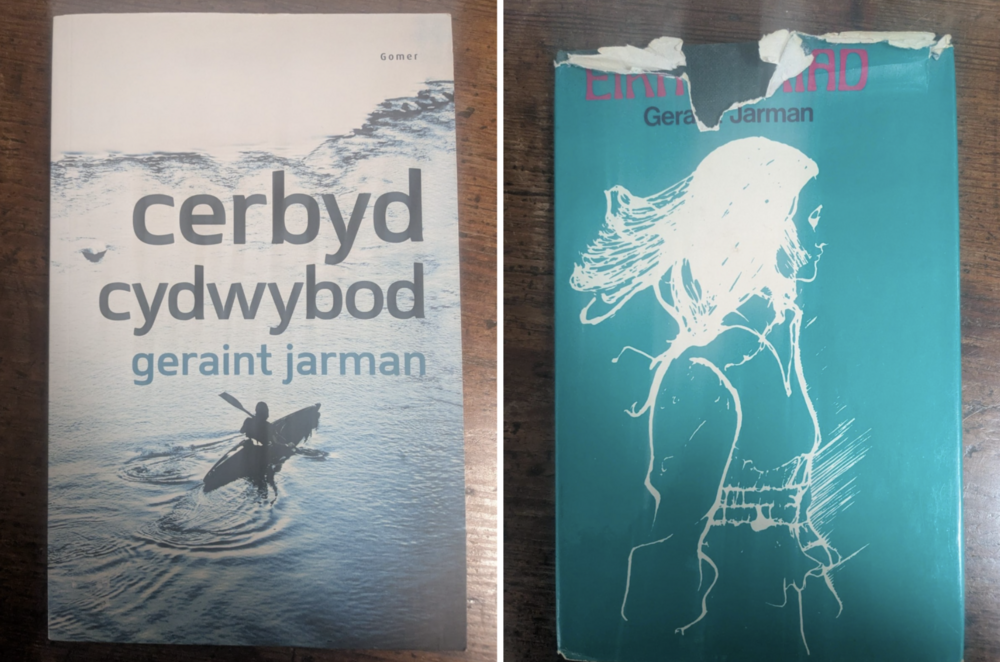 Gomer
cerbyd
cydwybod
geraint jarman
Jarman